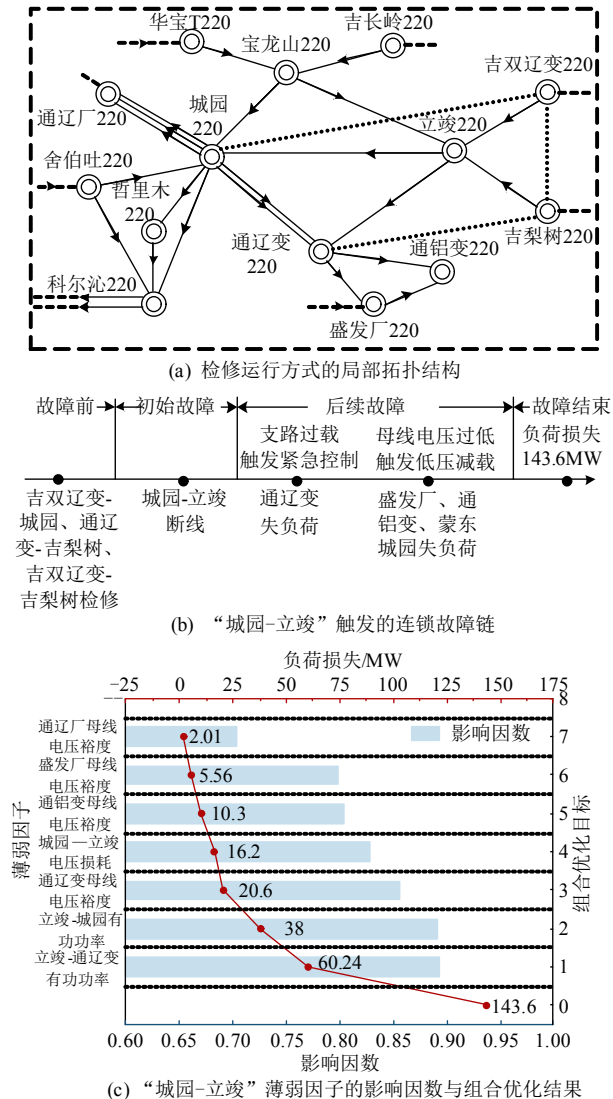 华宝T220
宝龙山220
吉长岭220
吉双辽变220
通辽厂220
城园
220
立竣220
舍伯吐220
哲里木
220
通辽变
220
通铝变220
吉梨树220
科尔沁220
盛发厂220
(a) 检修运行方式的局部拓扑结构
故障前
初始故障
后续故障
故障结束
支路过载
触发紧急控制
母线电压过低
触发低压减载
负荷损失
143.6MW
吉双辽变-
城园、通辽
变-吉梨树、
吉双辽变-
吉梨树检修
城园-立竣
断线
通辽变
失负荷
盛发厂、通
铝变、蒙东
城园失负荷
(b) “城园-立竣”触发的连锁故障链
负荷损失/MW
-25 0 25 50 75 100 125 150 175
8
通辽厂母线
电压裕度
2.01
影响因数
7
盛发厂母线
电压裕度
5.56
6
通铝变母线
电压裕度
10.3
5
城园—立竣
电压损耗
16.2
4
通辽变母线
电压裕度
20.6
3
立竣-城园有
功功率
38
2
立竣-通辽变
有功功率
60.24
1
143.6
0
薄弱因子
组合优化目标
0.60 0.65 0.70 0.75 0.80 0.85 0.90 0.95 1.00
影响因数
(c) “城园-立竣”薄弱因子的影响因数与组合优化结果